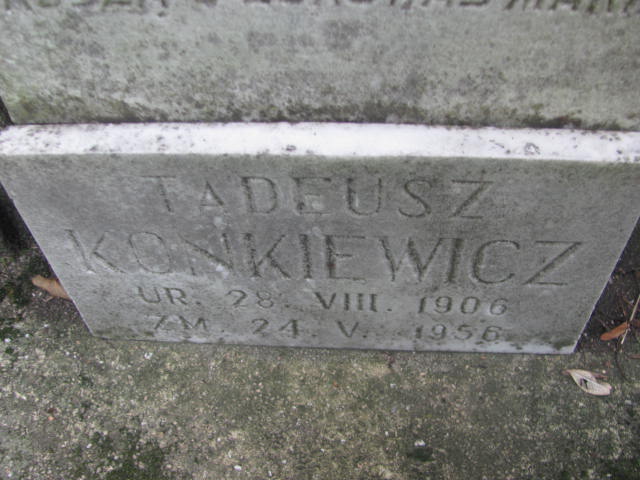 TADEUSZ
KONKIEWICZ
UR. 28. VIII. 1906
ZM. 24. V. 1956